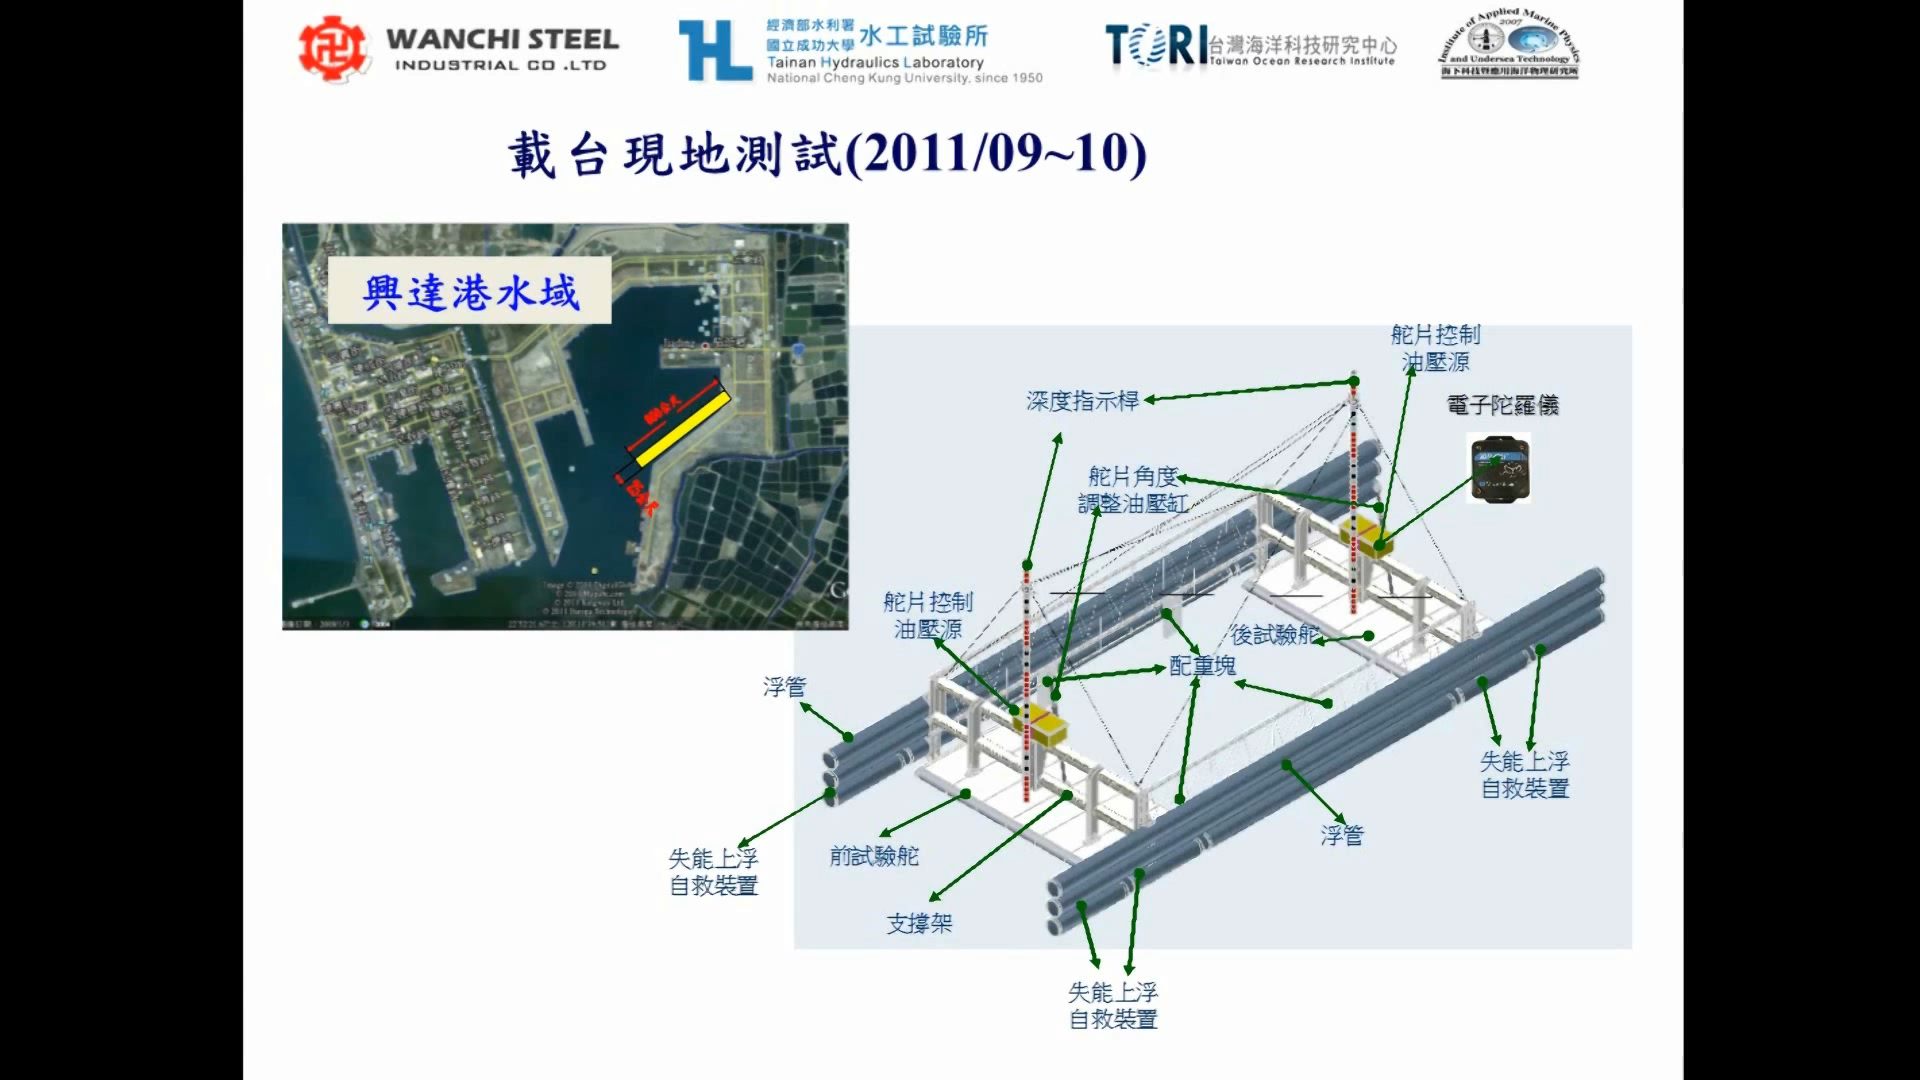 WANCHI STEEL
INDUSTRIAL CO .LTD
經濟部水利署
國立成功大學 水工試驗所
Tainan Hydraulics Laboratory
National Cheng Kung University, since 1950
TORI 台灣海洋科技研究中心
Taiwan Ocean Research Institute
Institute of Applied Marine Physics
2007
and Undersea Technology
海下科技暨應用海洋物理研究所
載台現地測試(2011/09~10)
興達港水域
25公尺
舵片控制
油壓源
電子陀羅儀
深度指示桿
舵片角度
調整油壓缸
舵片控制
油壓源
後試驗舵
配重塊
浮管
失能上浮
自救裝置
浮管
前試驗舵
失能上浮
自救裝置
支撐架
失能上浮
自救裝置